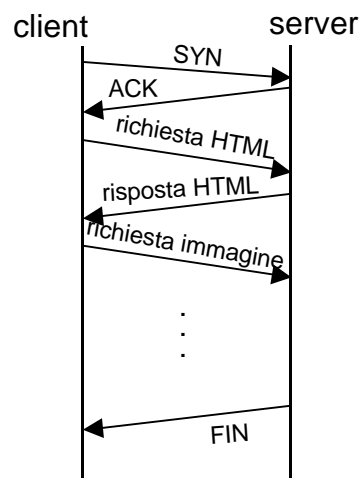 client server
SYN
ACK
richiesta HTML
risposta HTML
richiesta immagine
.
.
.
FIN